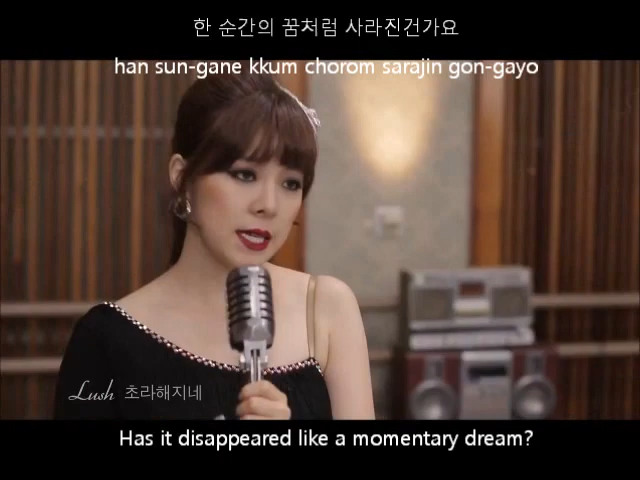 한 순간의 꿈처럼 사라진건가요
han sun-gane kkum chorom sarajin gon-gayo
Lush 초라해지네
Has it disappeared like a momentary dream?